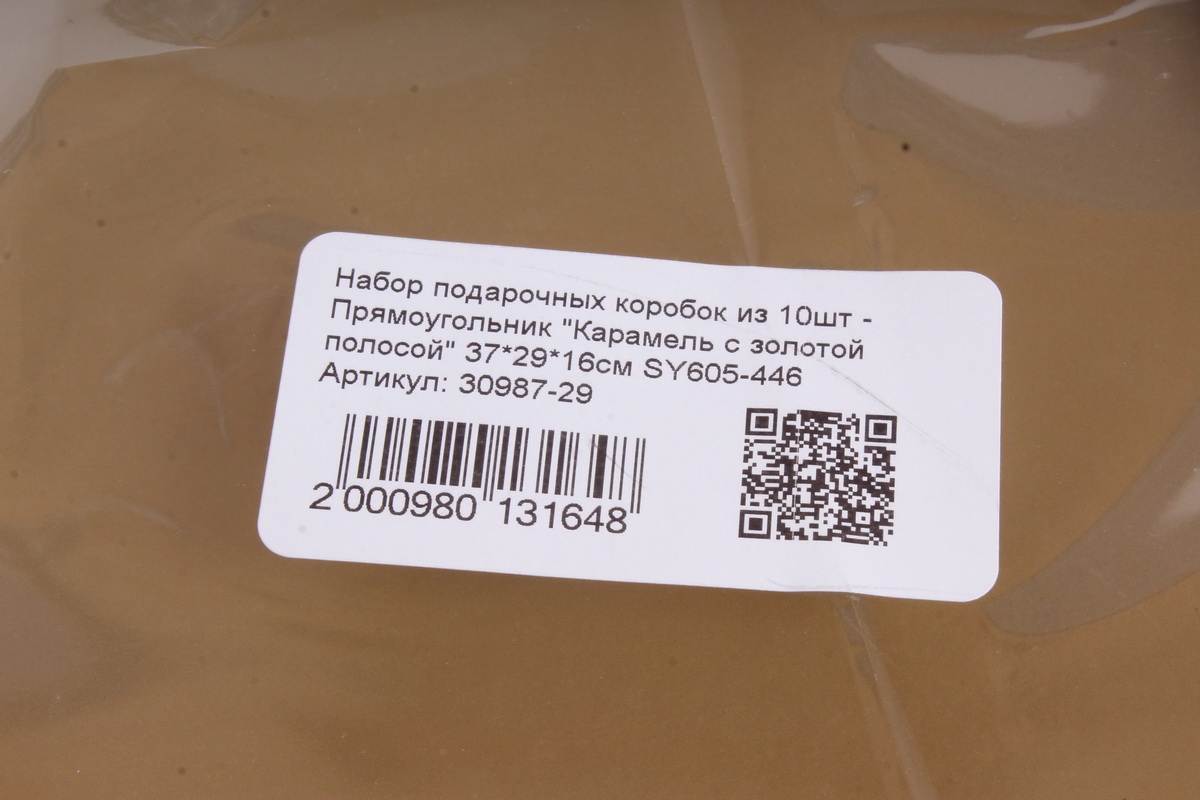 Набор подарочных коробок из 10шт -
Прямоугольник "Карамель с золотой
полосой" 37*29*16см SY605-446
Артикул: 30987-29
2 000980 131648